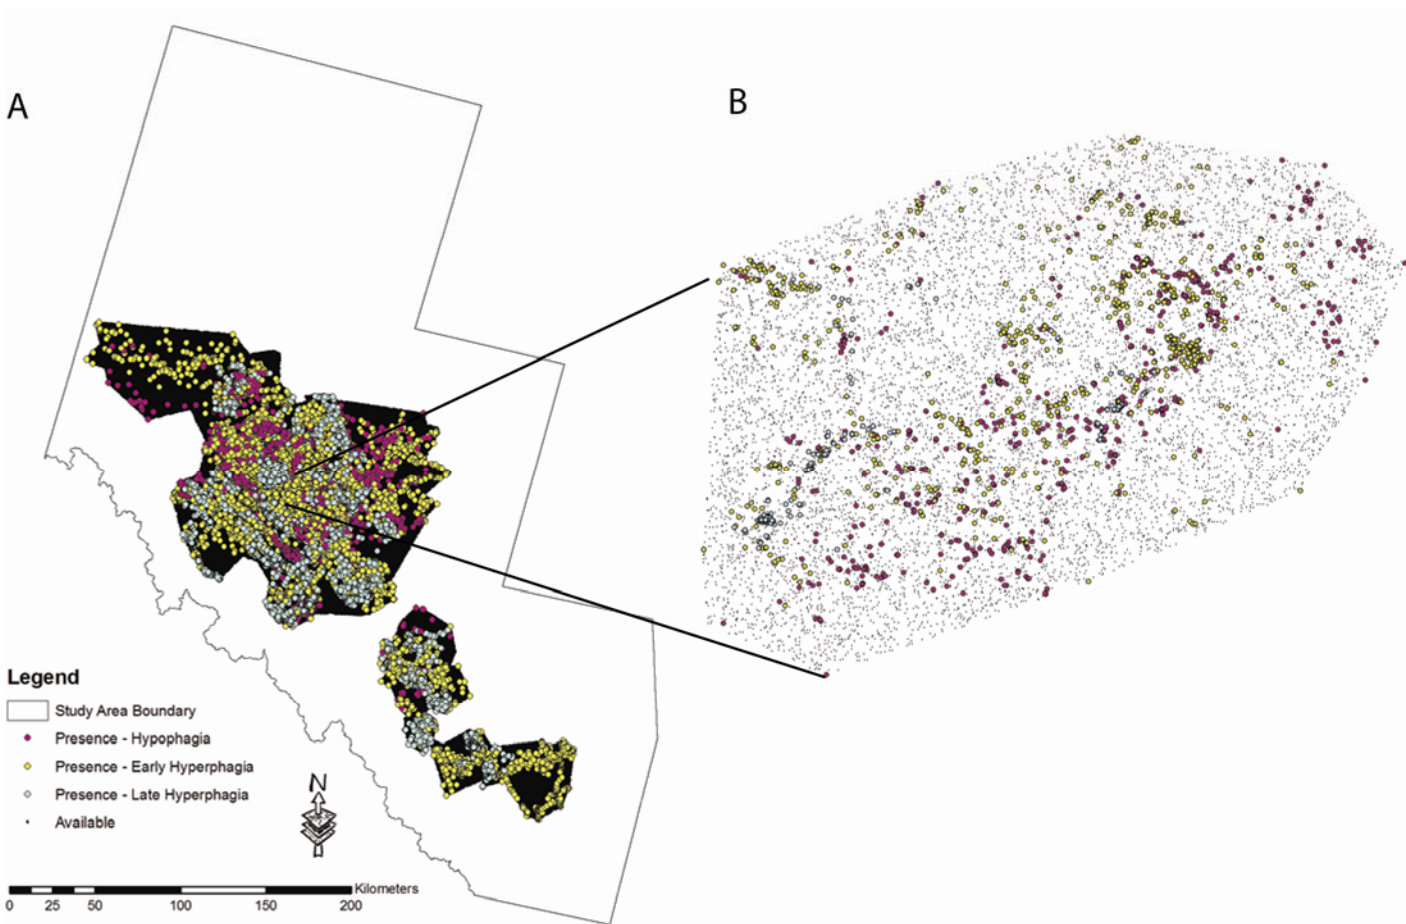 A
B
Legend
Study Area Boundary
Presence - Hypophagia
Presence - Early Hyperphagia
Presence - Late Hyperphagia
Available
N
Kilometers
0 25 50 100 150 200